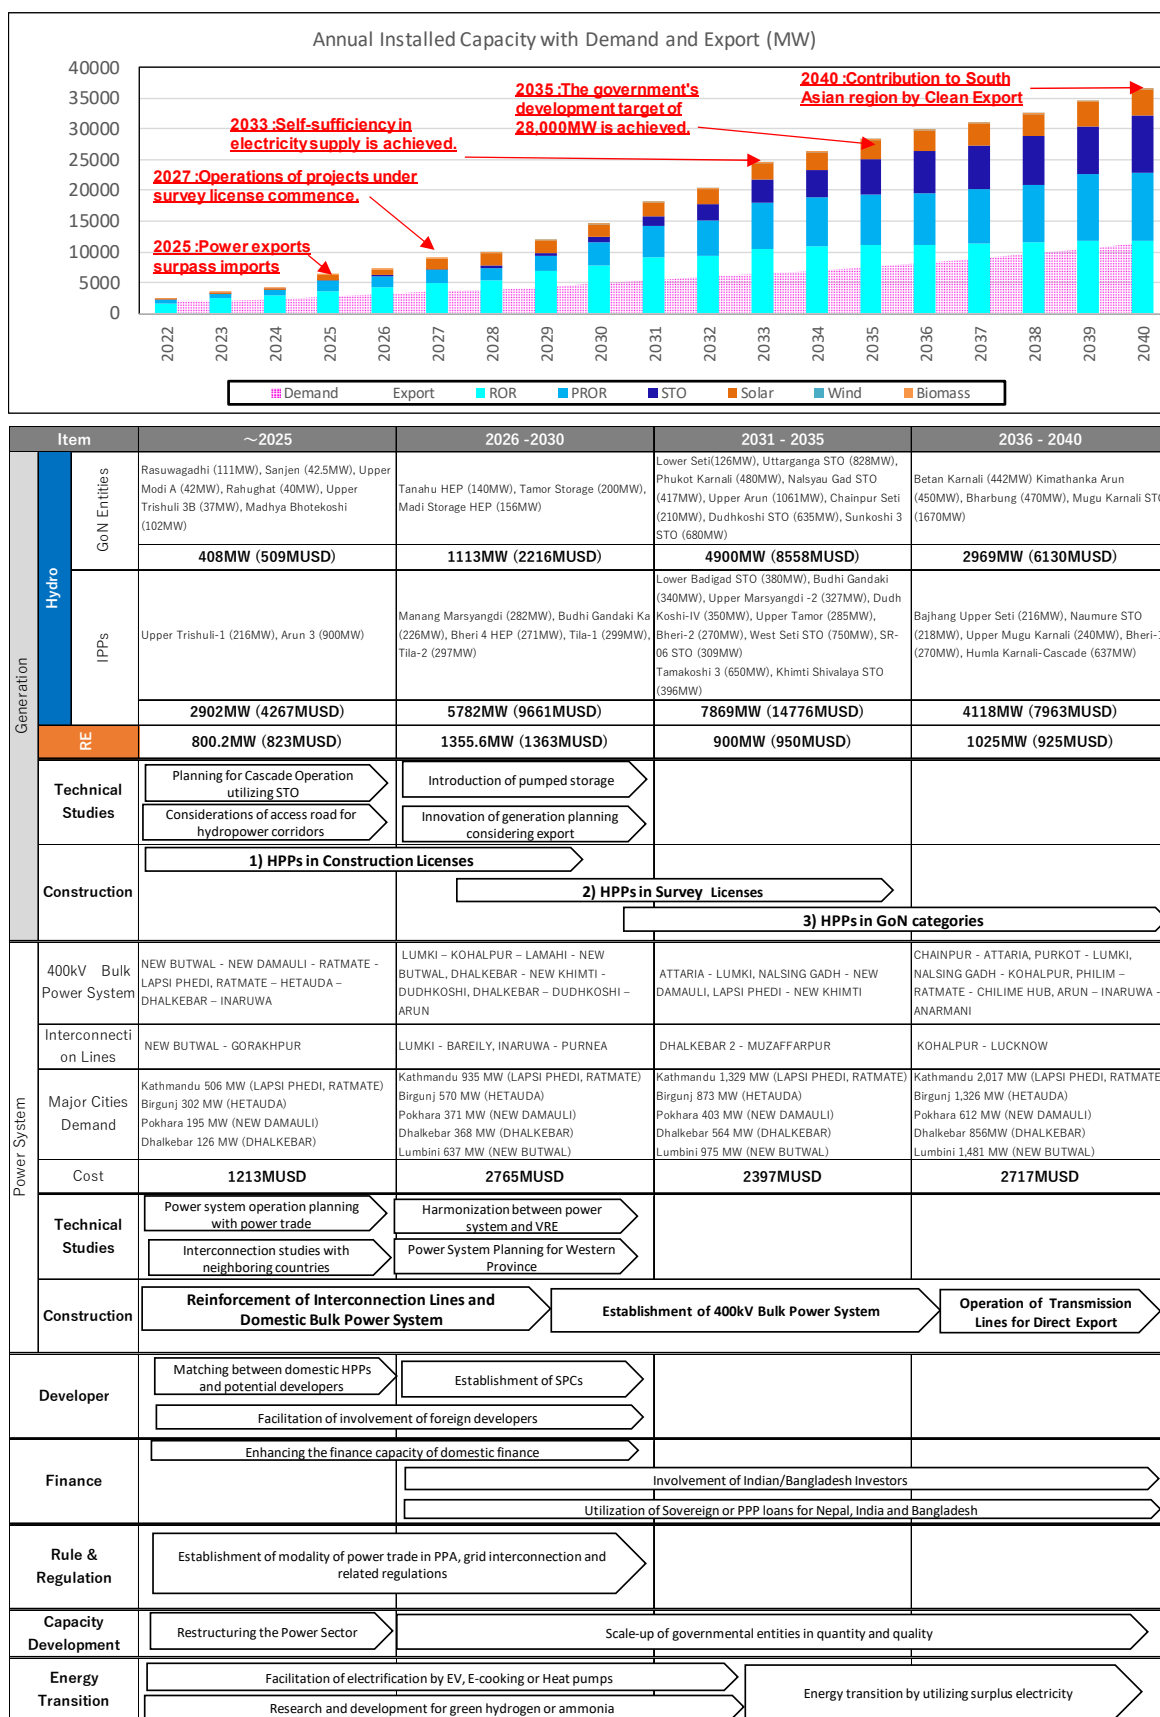 Annual Installed Capacity with Demand and Export (MW)
40000
35000
30000
25000
20000
15000
10000
5000
0
2040 :Contribution to South
Asian region by Clean Export
2035 :The government's
development target of
28,000MW is achieved.
2033 :Self-sufficiency in
electricity supply is achieved.
2027 :Operations of projects under
survey license commence.
2025 :Power exports
surpass imports
2022 2023 2024 2025 2026 2027 2028 2029 2030 2031 2032 2033 2034 2035 2036 2037 2038 2039 2040
Demand Export ROR PROR STO Solar Wind Biomass
Item ～2025 2026 -2030 2031 - 2035 2036 - 2040
Generation
Hydro
GoN Entities
Rasuwagadhi (111MW), Sanjen (42.5MW), Upper
Modi A (42MW), Rahughat (40MW), Upper
Trishuli 3B (37MW), Madhya Bhotekoshi
(102MW)
Tanahu HEP (140MW), Tamor Storage (200MW),
Madi Storage HEP (156MW)
Lower Seti(126MW), Uttarganga STO (828MW),
Phukot Karnali (480MW), Nalsyau Gad STO
(417MW), Upper Arun (1061MW), Chainpur Seti
(210MW), Dudhkoshi STO (635MW), Sunkoshi 3
STO (680MW)
Betan Karnali (442MW) Kimathanka Arun
(450MW), Bharbung (470MW), Mugu Karnali STO
(1670MW)
408MW (509MUSD) 1113MW (2216MUSD) 4900MW (8558MUSD) 2969MW (6130MUSD)
IPPs
Upper Trishuli-1 (216MW), Arun 3 (900MW)
Manang Marsyangdi (282MW), Budhi Gandaki Ka
(226MW), Bheri 4 HEP (271MW), Tila-1 (299MW),
Tila-2 (297MW)
Lower Badigad STO (380MW), Budhi Gandaki
(340MW), Upper Marsyangdi -2 (327MW), Dudh
Koshi-IV (350MW), Upper Tamor (285MW),
Bheri-2 (270MW), West Seti STO (750MW), SR-
06 STO (309MW)
Tamakoshi 3 (650MW), Khimti Shivalaya STO
(396MW)
Bajhang Upper Seti (216MW), Naumure STO
(218MW), Upper Mugu Karnali (240MW), Bheri-1
(270MW), Humla Karnali-Cascade (637MW)
2902MW (4267MUSD) 5782MW (9661MUSD) 7869MW (14776MUSD) 4118MW (7963MUSD)
RE
800.2MW (823MUSD) 1355.6MW (1363MUSD) 900MW (950MUSD) 1025MW (925MUSD)
Technical
Studies
Planning for Cascade Operation
utilizing STO
Considerations of access road for
hydropower corridors
Introduction of pumped storage
Innovation of generation planning
considering export
Construction
1) HPPs in Construction Licenses
2) HPPs in Survey Licenses
3) HPPs in GoN categories
Power System
400kV Bulk
Power System
NEW BUTWAL - NEW DAMAULI - RATMATE -
LAPSI PHEDI, RATMATE – HETAUDA –
DHALKEBAR – INARUWA
LUMKI – KOHALPUR – LAMAHI - NEW
BUTWAL, DHALKEBAR - NEW KHIMTI -
DUDHKOSHI, DHALKEBAR – DUDHKOSHI –
ARUN
ATTARIA - LUMKI, NALSING GADH - NEW
DAMAULI, LAPSI PHEDI - NEW KHIMTI
CHAINPUR - ATTARIA, PURKOT - LUMKI,
NALSING GADH - KOHALPUR, PHILIM –
RATMATE - CHILIME HUB, ARUN – INARUWA -
ANARMANI
Interconnecti
on Lines
NEW BUTWAL - GORAKHPUR
LUMKI - BAREILY, INARUWA - PURNEA
DHALKEBAR 2 - MUZAFFARPUR
KOHALPUR - LUCKNOW
Major Cities
Demand
Kathmandu 506 MW (LAPSI PHEDI, RATMATE)
Birgunj 302 MW (HETAUDA)
Pokhara 195 MW (NEW DAMAULI)
Dhalkebar 126 MW (DHALKEBAR)
Kathmandu 935 MW (LAPSI PHEDI, RATMATE)
Birgunj 570 MW (HETAUDA)
Pokhara 371 MW (NEW DAMAULI)
Dhalkebar 368 MW (DHALKEBAR)
Lumbini 637 MW (NEW BUTWAL)
Kathmandu 1,329 MW (LAPSI PHEDI, RATMATE)
Birgunj 873 MW (HETAUDA)
Pokhara 403 MW (NEW DAMAULI)
Dhalkebar 564 MW (DHALKEBAR)
Lumbini 975 MW (NEW BUTWAL)
Kathmandu 2,017 MW (LAPSI PHEDI, RATMATE
Birgunj 1,326 MW (HETAUDA)
Pokhara 612 MW (NEW DAMAULI)
Dhalkebar 856MW (DHALKEBAR)
Lumbini 1,481 MW (NEW BUTWAL)
Cost 1213MUSD 2765MUSD 2397MUSD 2717MUSD
Technical
Studies
Power system operation planning
with power trade
Interconnection studies with
neighboring countries
Harmonization between power
system and VRE
Power System Planning for Western
Province
Construction
Reinforcement of Interconnection Lines and
Domestic Bulk Power System
Establishment of 400kV Bulk Power System
Operation of Transmission
Lines for Direct Export
Developer
Matching between domestic HPPs
and potential developers
Establishment of SPCs
Facilitation of involvement of foreign developers
Finance
Enhancing the finance capacity of domestic finance
Involvement of Indian/Bangladesh Investors
Utilization of Sovereign or PPP loans for Nepal, India and Bangladesh
Rule &
Regulation
Establishment of modality of power trade in PPA, grid interconnection and
related regulations
Capacity
Development
Restructuring the Power Sector
Scale-up of governmental entities in quantity and quality
Energy
Transition
Facilitation of electrification by EV, E-cooking or Heat pumps
Research and development for green hydrogen or ammonia
Energy transition by utilizing surplus electricity